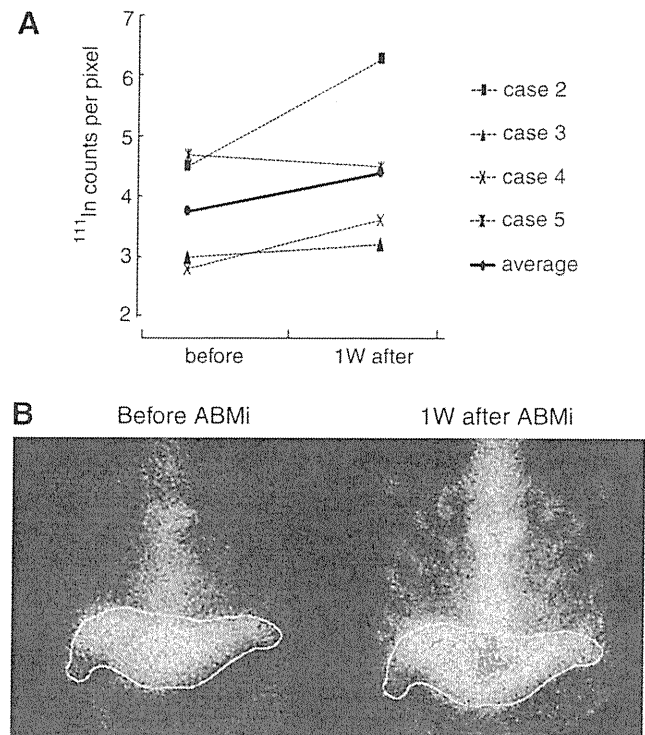 A
¹¹¹In counts per pixel
7
6
5
4
3
2
before 1W after
case 2
case 3
case 4
case 5
average
B
Before ABMi 1W after ABMi